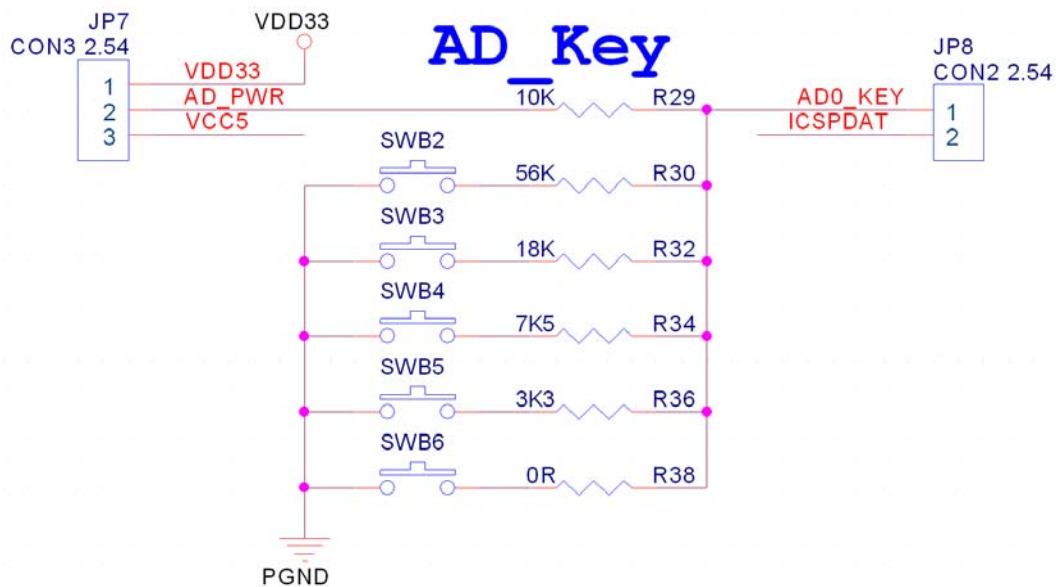 JP7
CON3 2.54
VDD33
AD_Key
JP8
CON2 2.54
1 VDD33
2 AD_PWR 10K R29 AD0_KEY 1
3 VCC5 ICSPDAT 2
SWB2
56K R30
SWB3
18K R32
SWB4
7K5 R34
SWB5
3K3 R36
SWB6
0R R38
PGND